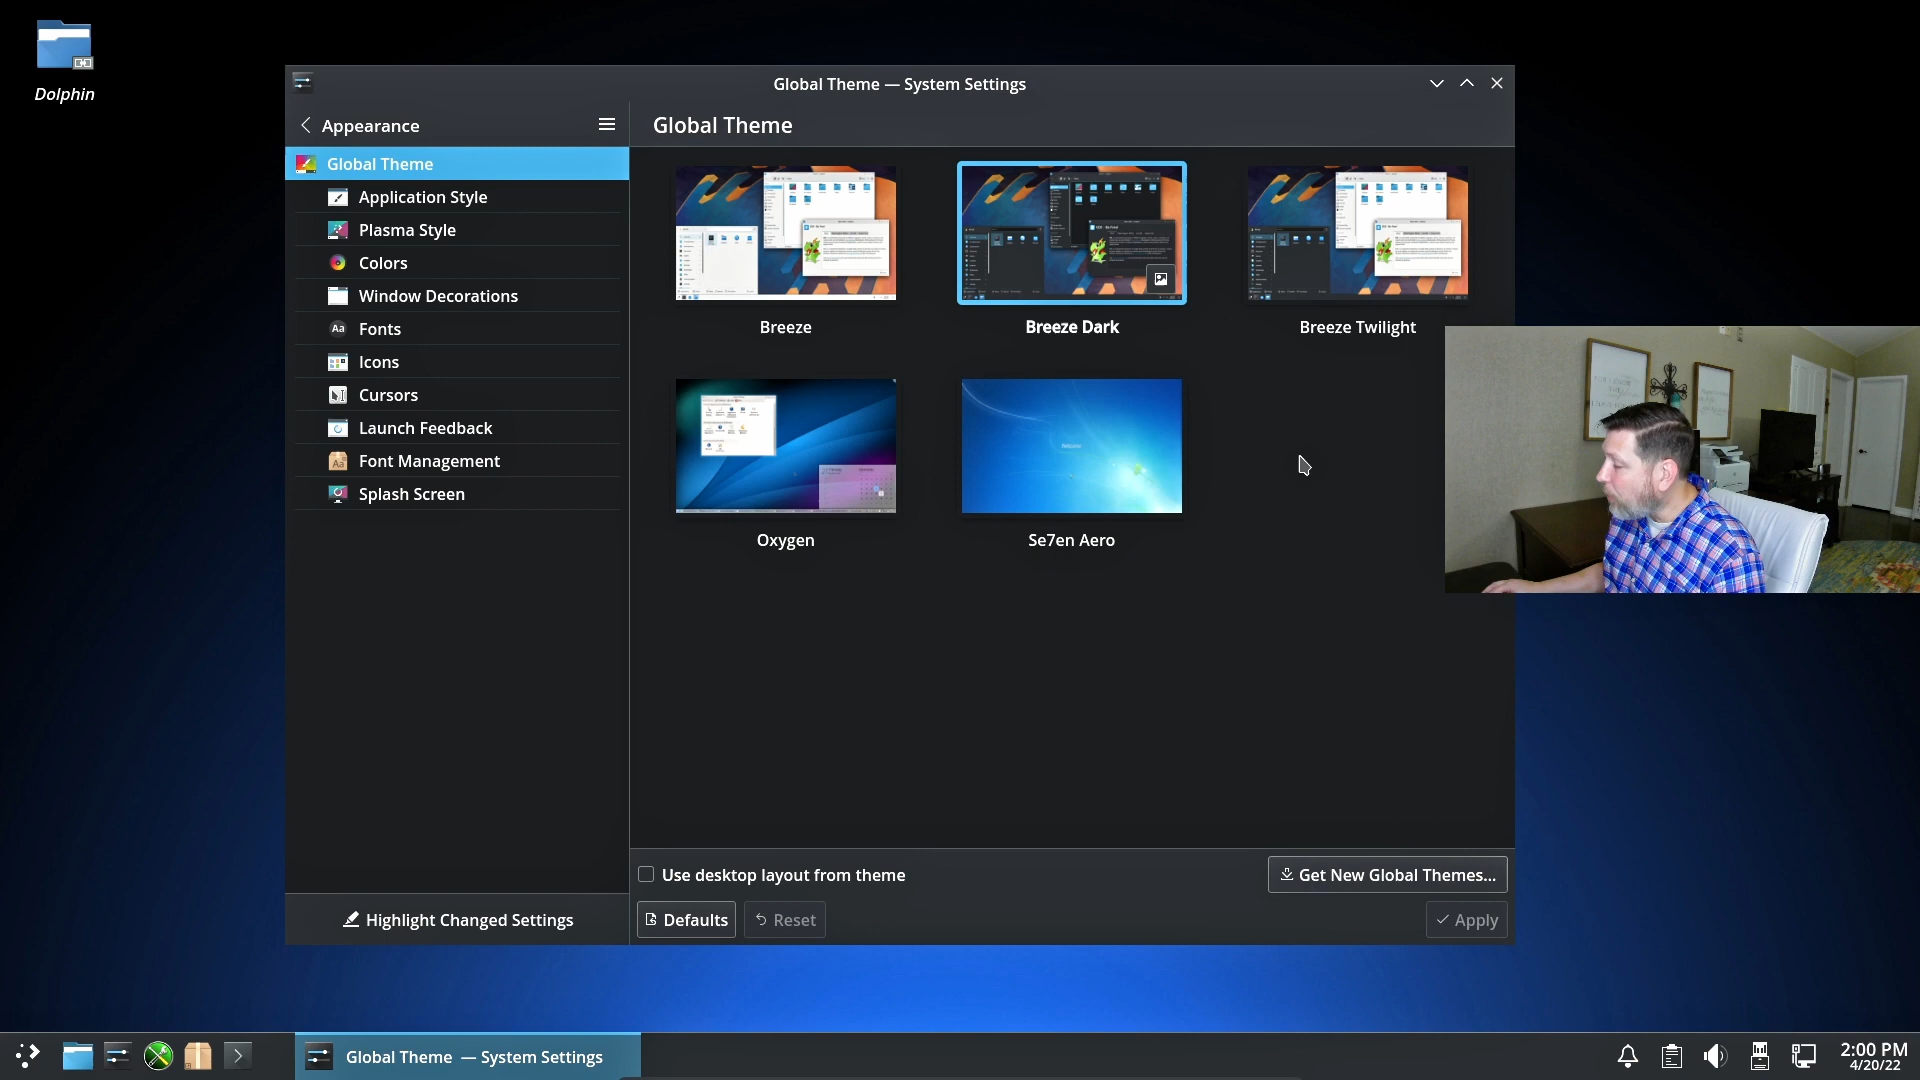 Dolphin
Global Theme — System Settings
Appearance
Global Theme
Global Theme
Application Style
Plasma Style
Colors
Window Decorations
Aa
Fonts
Icons
Cursors
Launch Feedback
Aa
Font Management
Splash Screen
Breeze
Breeze Dark
Breeze Twilight
Oxygen
Se7en Aero
Use desktop layout from theme
Get New Global Themes...
Highlight Changed Settings
Defaults
Reset
Apply
Global Theme — System Settings
2:00 PM
4/20/22